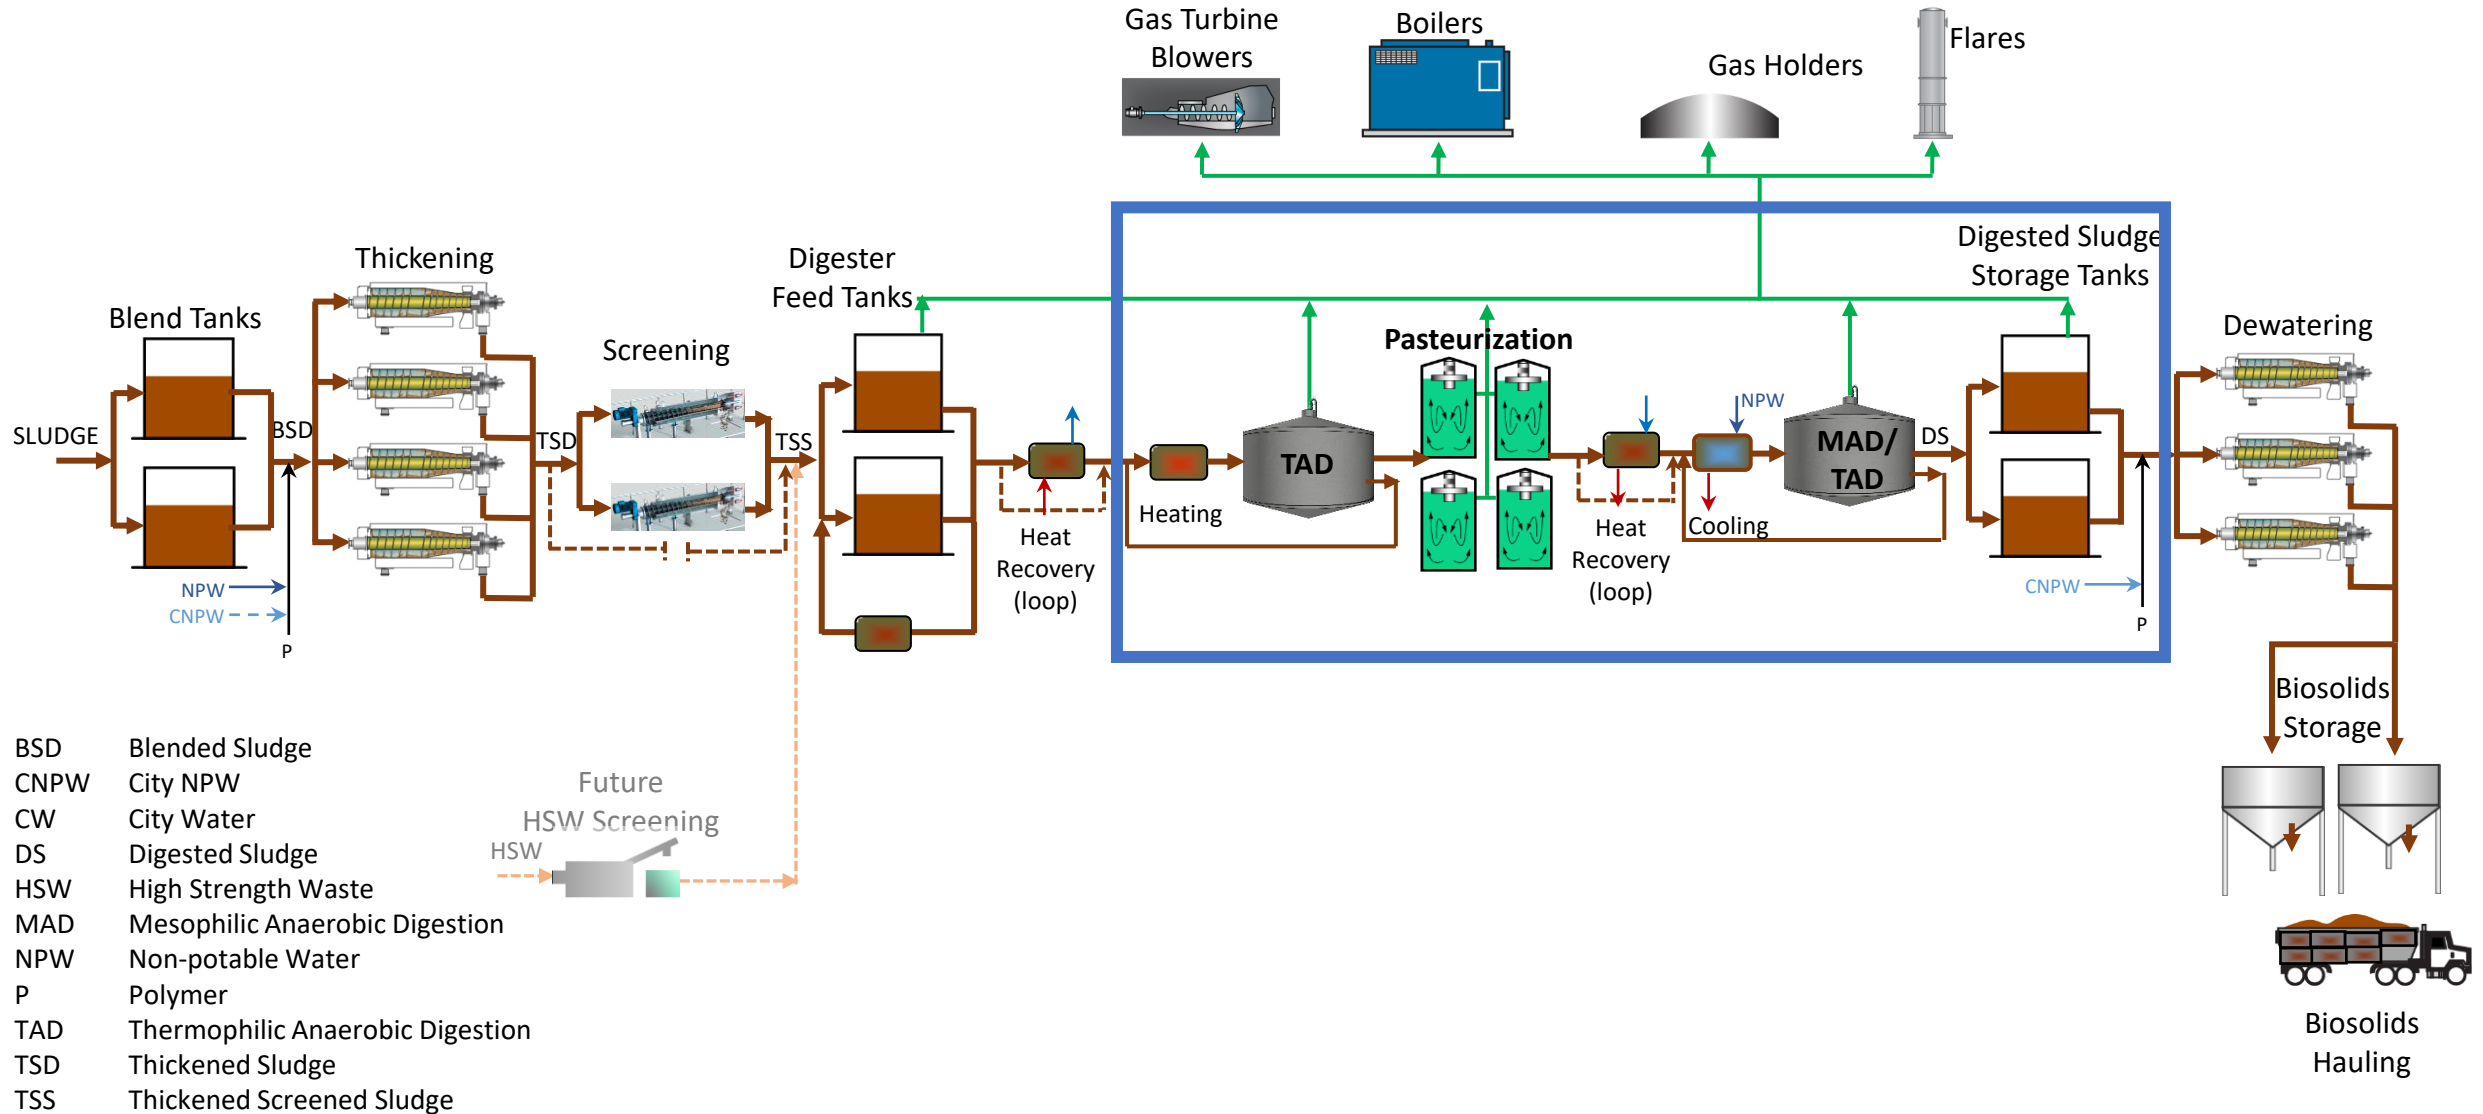 Gas Turbine
Blowers
Boilers
Gas Holders
Flares
Thickening
Digester
Feed Tanks
Digested Sludge
Storage Tanks
Blend Tanks
Screening
Pasteurization
Dewatering
SLUDGE
BSD
TSD
TSS
NPW
DS
TAD
MAD/
TAD
Heating
Cooling
Heat
Recovery
(loop)
Heat
Recovery
(loop)
NPW
CNPW
P
CNPW
P
Biosolids
Storage
Future
HSW Screening
HSW
BSD Blended Sludge
CNPW City NPW
CW City Water
DS Digested Sludge
HSW High Strength Waste
MAD Mesophilic Anaerobic Digestion
NPW Non-potable Water
P Polymer
TAD Thermophilic Anaerobic Digestion
TSD Thickened Sludge
TSS Thickened Screened Sludge
Biosolids
Hauling